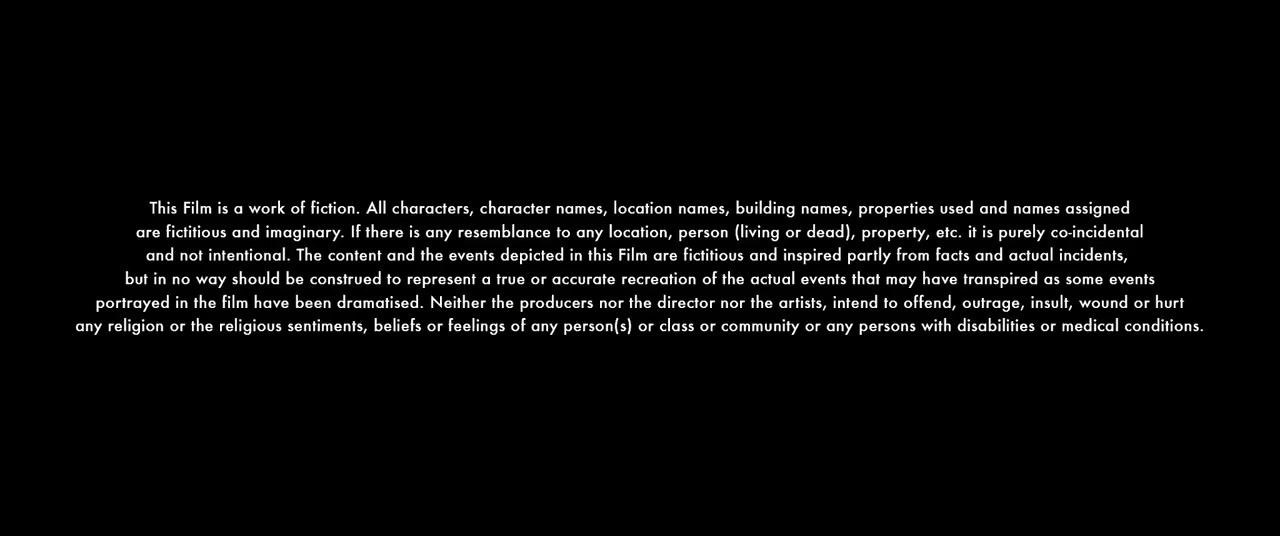 This Film is a work of fiction. All characters, character names, location names, building names, properties used and names assigned
are fictitious and imaginary. If there is any resemblance to any location, person (living or dead), property, etc. it is purely co-incidental
and not intentional. The content and the events depicted in this Film are fictitious and inspired partly from facts and actual incidents,
but in no way should be construed to represent a true or accurate recreation of the actual events that may have transpired as some events
portrayed in the film have been dramatised. Neither the producers nor the director nor the artists, intend to offend, outrage, insult, wound or hurt
any religion or the religious sentiments, beliefs or feelings of any person(s) or class or community or any persons with disabilities or medical conditions.